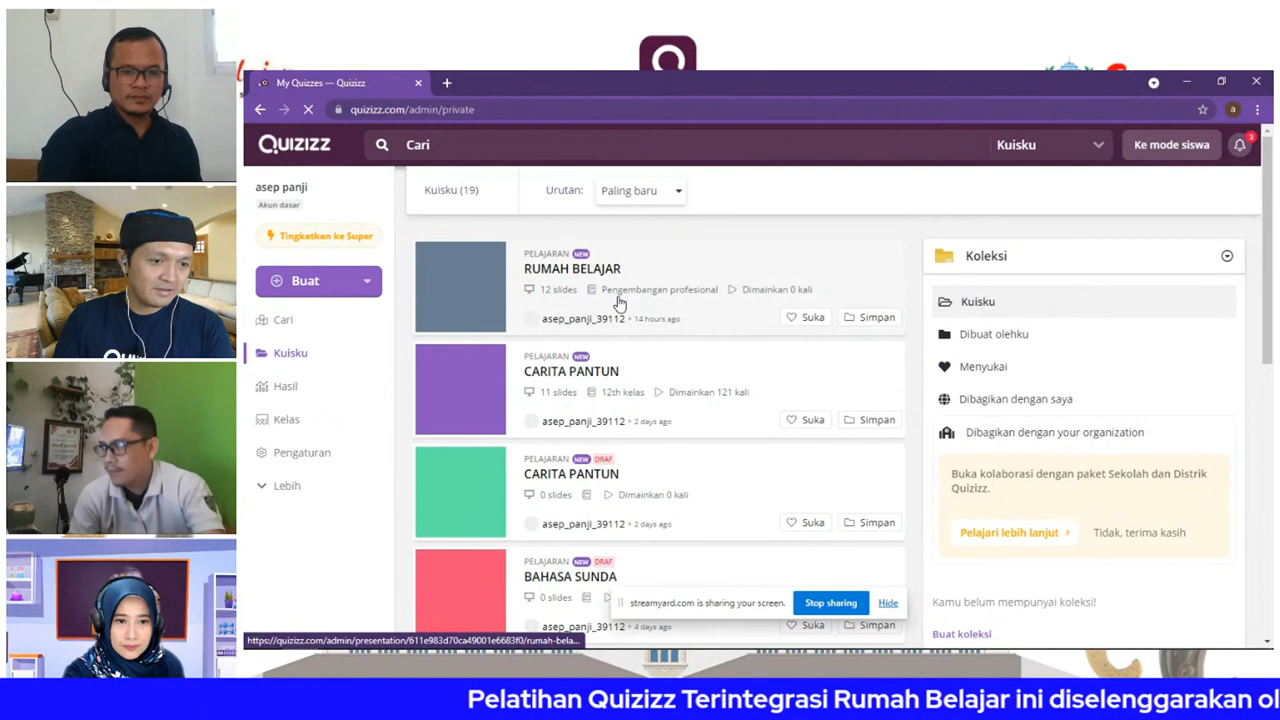 My Quizzes — Quizizz
quizizz.com/admin/private
a
QUIZIZZ
Cari
Kuisku
Ke mode siswa
3
asep panji
Akun dasar
Tingkatkan ke Super
Buat
Cari
Kuisku
Hasil
Kelas
Pengaturan
Lebih
Kuisku (19)
Urutan:
Paling baru
PELAJARAN NEW
RUMAH BELAJAR
12 slides Pengembangan profesional Dimainkan 0 kali
asep_panji_39112 • 14 hours ago
Suka
Simpan
PELAJARAN NEW
CARITA PANTUN
11 slides 12th kelas Dimainkan 121 kali
asep_panji_39112 • 2 days ago
Suka
Simpan
PELAJARAN NEW DRAF
CARITA PANTUN
0 slides Dimainkan 0 kali
asep_panji_39112 • 2 days ago
Suka
Simpan
PELAJARAN NEW DRAF
BAHASA SUNDA
0 slides
asep_panji_39112 • 4 days ago
Suka
Simpan
Koleksi
Kuisku
Dibuat olehku
Menyukai
Dibagikan dengan saya
Dibagikan dengan your organization
Buka kolaborasi dengan paket Sekolah dan Distrik
Quizizz.
Pelajari lebih lanjut >
Tidak, terima kasih
Kamu belum mempunyai koleksi!
Buat koleksi
streamyard.com is sharing your screen.
Stop sharing
Hide
https://quizizz.com/admin/presentation/611e983d70ca49001e6683f0/rumah-bela...
Pelatihan Quizizz Terintegrasi Rumah Belajar ini diselenggarakan ol